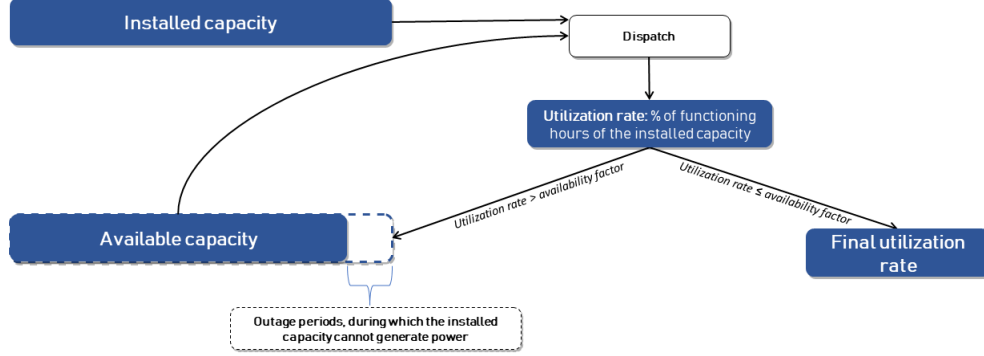 Installed capacity
Dispatch
Utilization rate: % of functioning
hours of the installed capacity
Utilization rate > availability factor
Utilization rate ≤ availability factor
Available capacity
Final utilization
rate
Outage periods, during which the installed
capacity cannot generate power